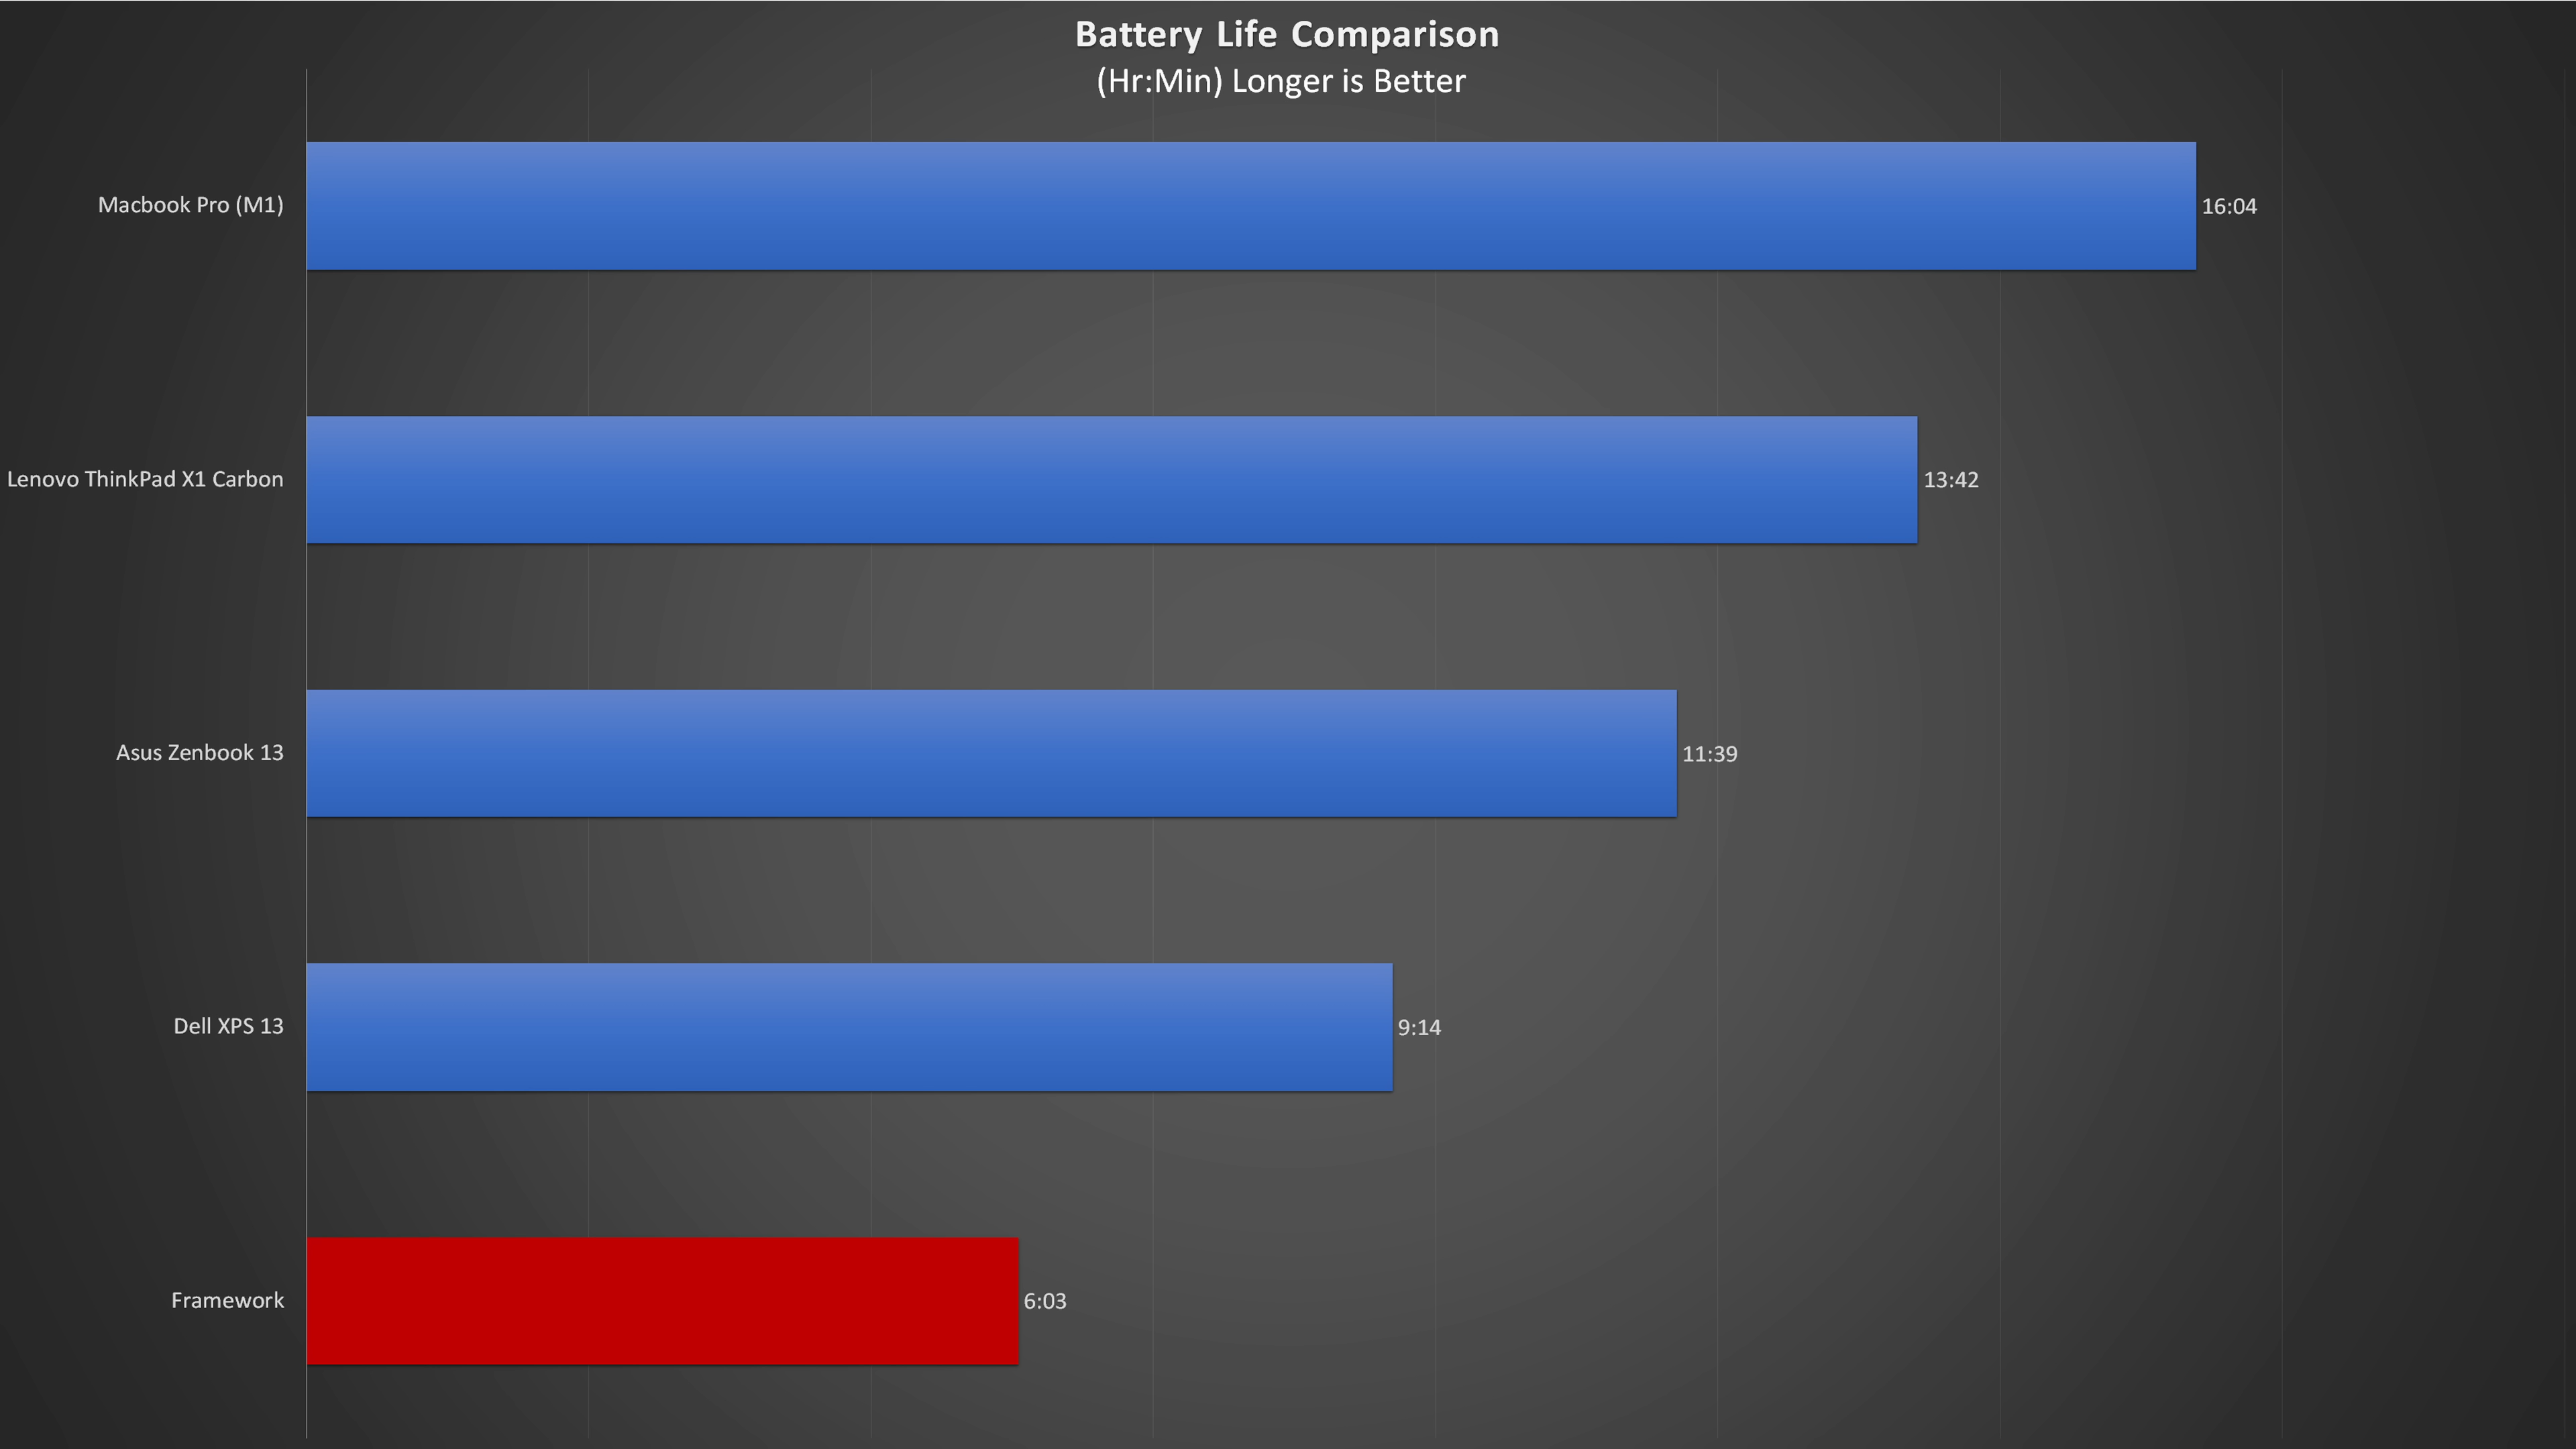 Battery Life Comparison
(Hr:Min) Longer is Better
Macbook Pro (M1)
16:04
Lenovo ThinkPad X1 Carbon
13:42
Asus Zenbook 13
11:39
Dell XPS 13
9:14
Framework
6:03